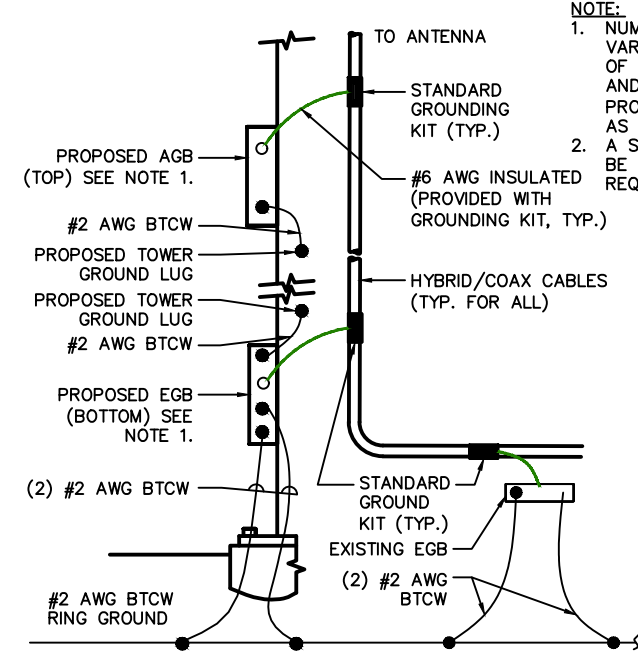 NOTE:
1. NUM
VAR
OF
AND
PRO
AS
2. A S
BE
REQ
TO ANTENNA
STANDARD
GROUNDING
KIT (TYP.)
PROPOSED AGB
(TOP) SEE NOTE 1.
#6 AWG INSULATED
(PROVIDED WITH
GROUNDING KIT, TYP.)
#2 AWG BTCW
PROPOSED TOWER
GROUND LUG
HYBRID/COAX CABLES
(TYP. FOR ALL)
PROPOSED TOWER
GROUND LUG
#2 AWG BTCW
PROPOSED EGB
(BOTTOM) SEE
NOTE 1.
(2) #2 AWG BTCW
STANDARD
GROUND
KIT (TYP.)
EXISTING EGB
(2) #2 AWG
BTCW
#2 AWG BTCW
RING GROUND